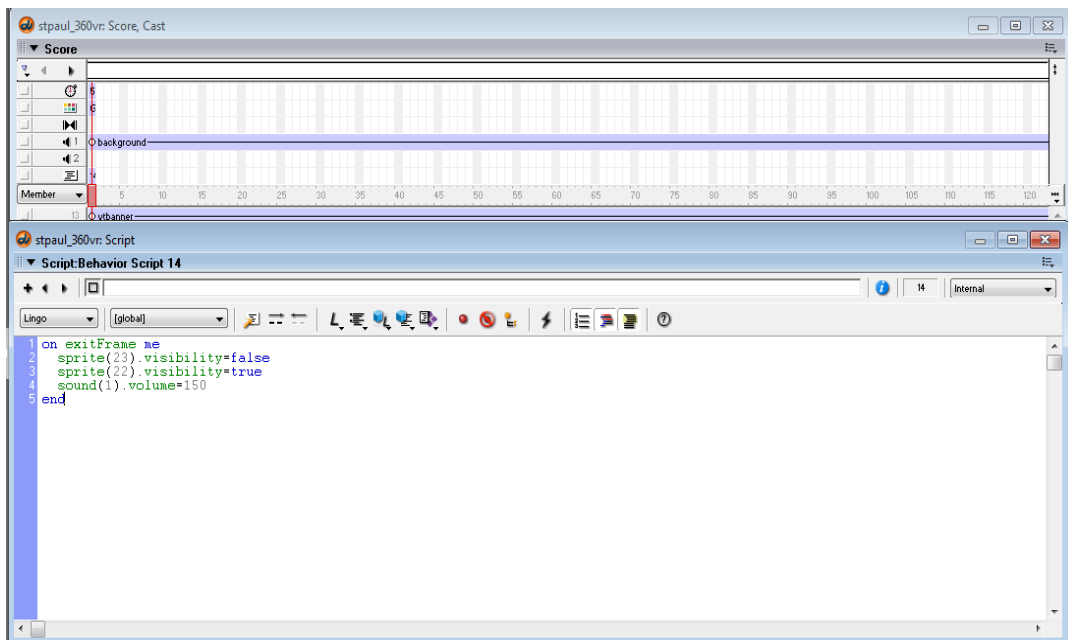 stpaul_360vr: Score, Cast
Score
5
G
1 background
2
Member 5 10 15 20 25 30 35 40 45 50 55 60 65 70 75 80 85 90 95 100 105 110 115 120
13 vtbanner
stpaul_360vr: Script
Script:Behavior Script 14
14 Internal
Lingo [global]
1 on exitFrame me
2 sprite(23).visibility=false
3 sprite(22).visibility=true
4 sound(1).volume=150
5 end